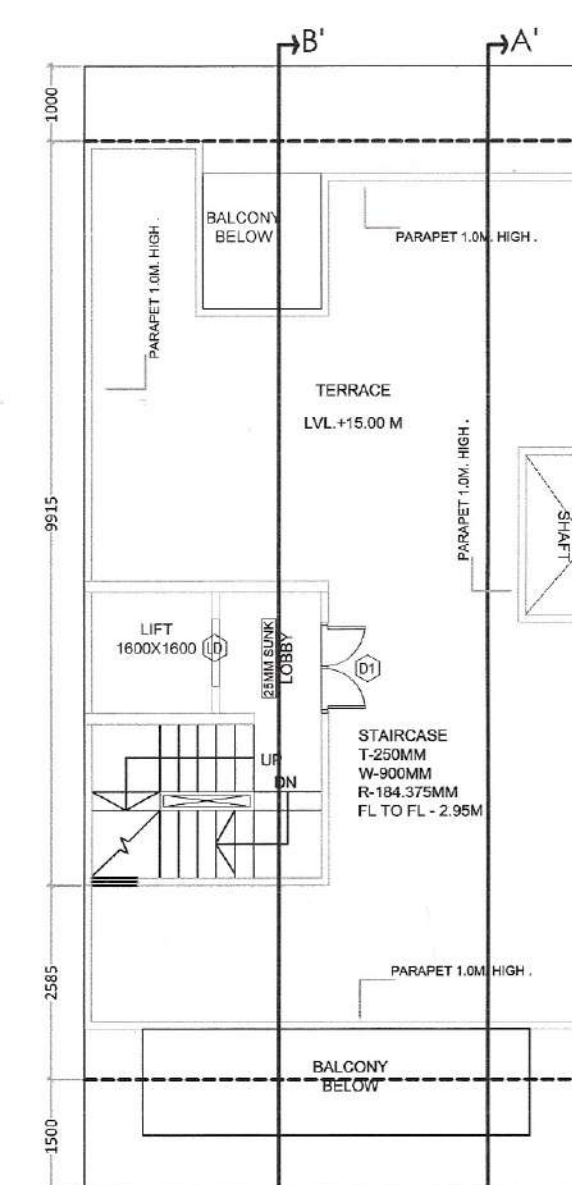 B'
A'
1000
BALCONY
BELOW
PARAPET 1.0M. HIGH .
PARAPET 1.0M. HIGH .
TERRACE
LVL.+15.00 M
PARAPET 1.0M. HIGH .
9915
SHAFT
LIFT
1600X1600
LD
25MM SUNK
LOBBY
D1
STAIRCASE
T-250MM
W-900MM
R-184.375MM
FL TO FL - 2.95M
UP
DN
2585
PARAPET 1.0M. HIGH .
BALCONY
BELOW
1500